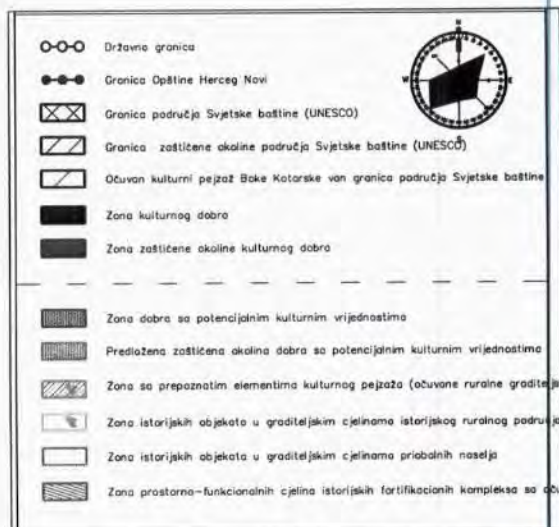 N
W
E
S
Državna granica
Granica Opštine Herceg Novi
Granica područja Svjetske baštine (UNESCO)
Granica zaštićene okoline područja Svjetske baštine (UNESCO)
Očuvan kulturni pejzaž Boke Kotorske van granica područja Svjetske baštine
Zona kulturnog dobra
Zona zaštićene okoline kulturnog dobra
Zona dobra sa potencijalnim kulturnim vrijednostima
Predložena zaštićena okolina dobra sa potencijalnim kulturnim vrijednostima
Zona sa prepoznatim elementima kulturnog pejzaža (očuvane ruralne
Zona istorijskih objekata u graditeljskim cjelinama istorijskog ruralnog
Zona istorijskih objekata u graditeljskim cjelinama priobalnih naselja
Zona prostorno-funkcionalnih cjelina istorijskih fortifikacionih kompleksa sa